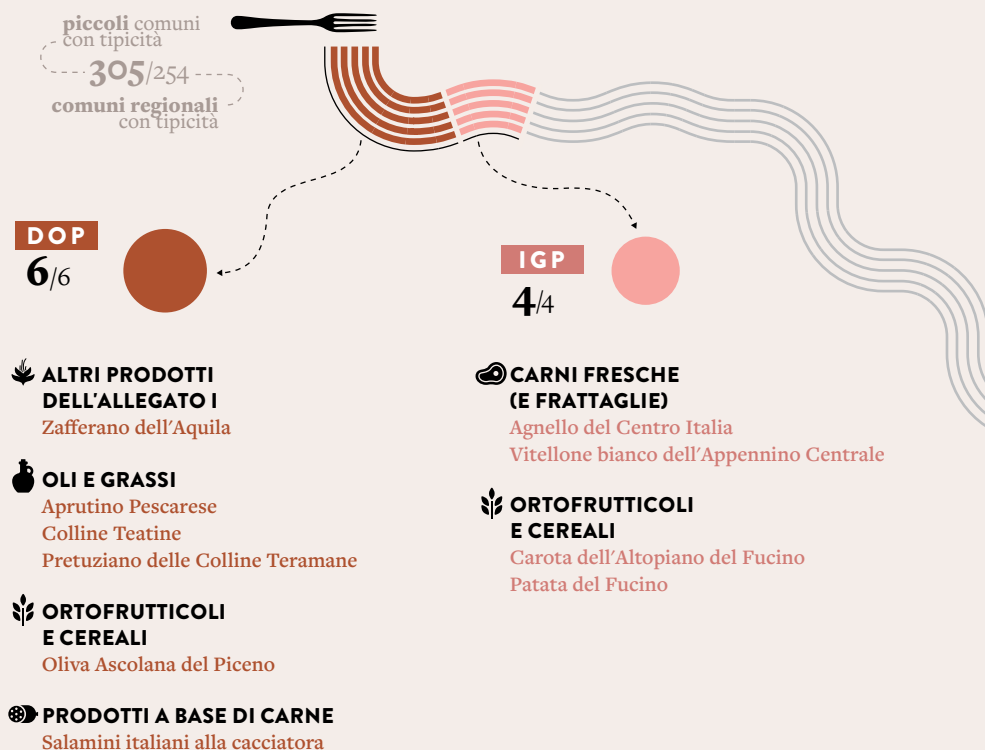 piccoli comuni
con tipicità
305/254
comuni regionali
con tipicità
DOP
6/6
IGP
4/4
ALTRI PRODOTTI
DELL'ALLEGATO I
Zafferano dell'Aquila
OLI E GRASSI
Aprutino Pescarese
Colline Teatine
Pretuziano delle Colline Teramane
ORTOFRUTTICOLI
E CEREALI
Oliva Ascolana del Piceno
PRODOTTI A BASE DI CARNE
Salamini italiani alla cacciatora
CARNI FRESCHE
(E FRATTAGLIE)
Agnello del Centro Italia
Vitellone bianco dell'Appennino Centrale
ORTOFRUTTICOLI
E CEREALI
Carota dell'Altopiano del Fucino
Patata del Fucino